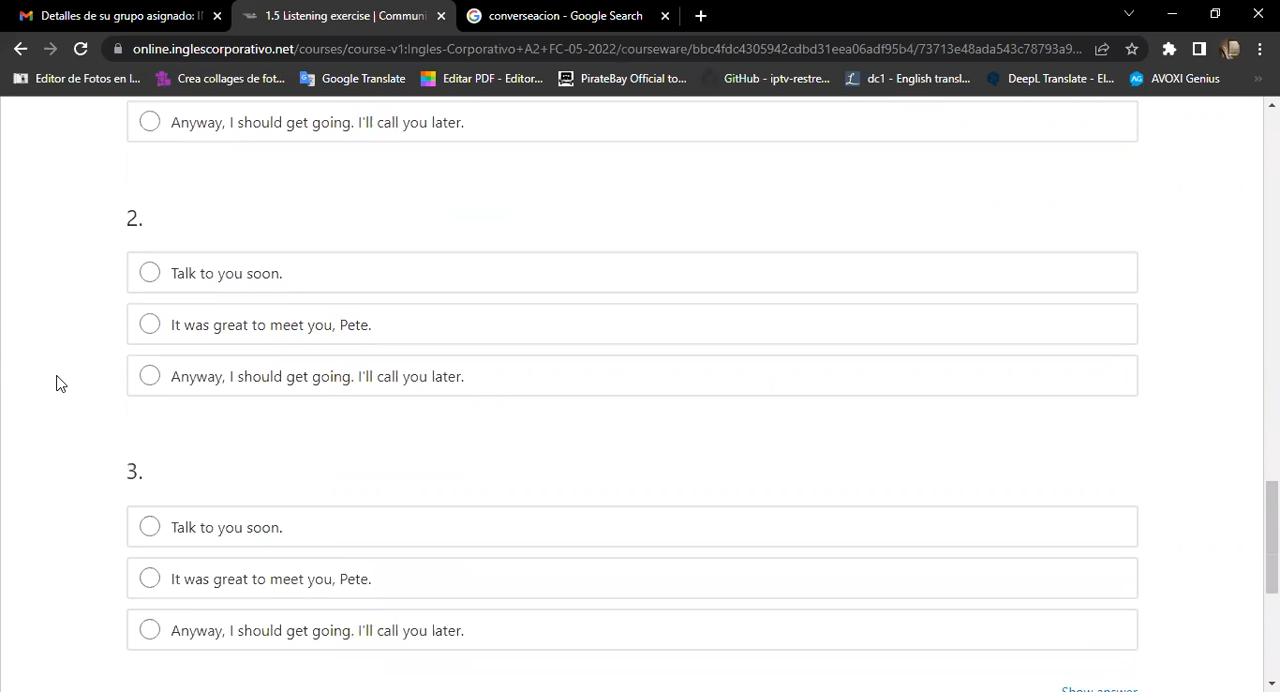 Detalles de su grupo asignado: I
1.5 Listening exercise | Communi
converseacion - Google Search
online.inglescorporativo.net/courses/course-v1:Ingles-Corporativo+A2+FC-05-2022/courseware/bbc4fdc4305942cdbd31eea06adf95b4/73713e48ada543c78793a9...
Editor de Fotos en l...
Crea collages de fot...
Google Translate
Editar PDF - Editor...
PirateBay Official to...
GitHub - iptv-restre...
dc1 - English transl...
DeepL Translate - El...
AVOXI Genius
Anyway, I should get going. I'll call you later.
2.
Talk to you soon.
It was great to meet you, Pete.
Anyway, I should get going. I'll call you later.
3.
Talk to you soon.
It was great to meet you, Pete.
Anyway, I should get going. I'll call you later.
Show answer